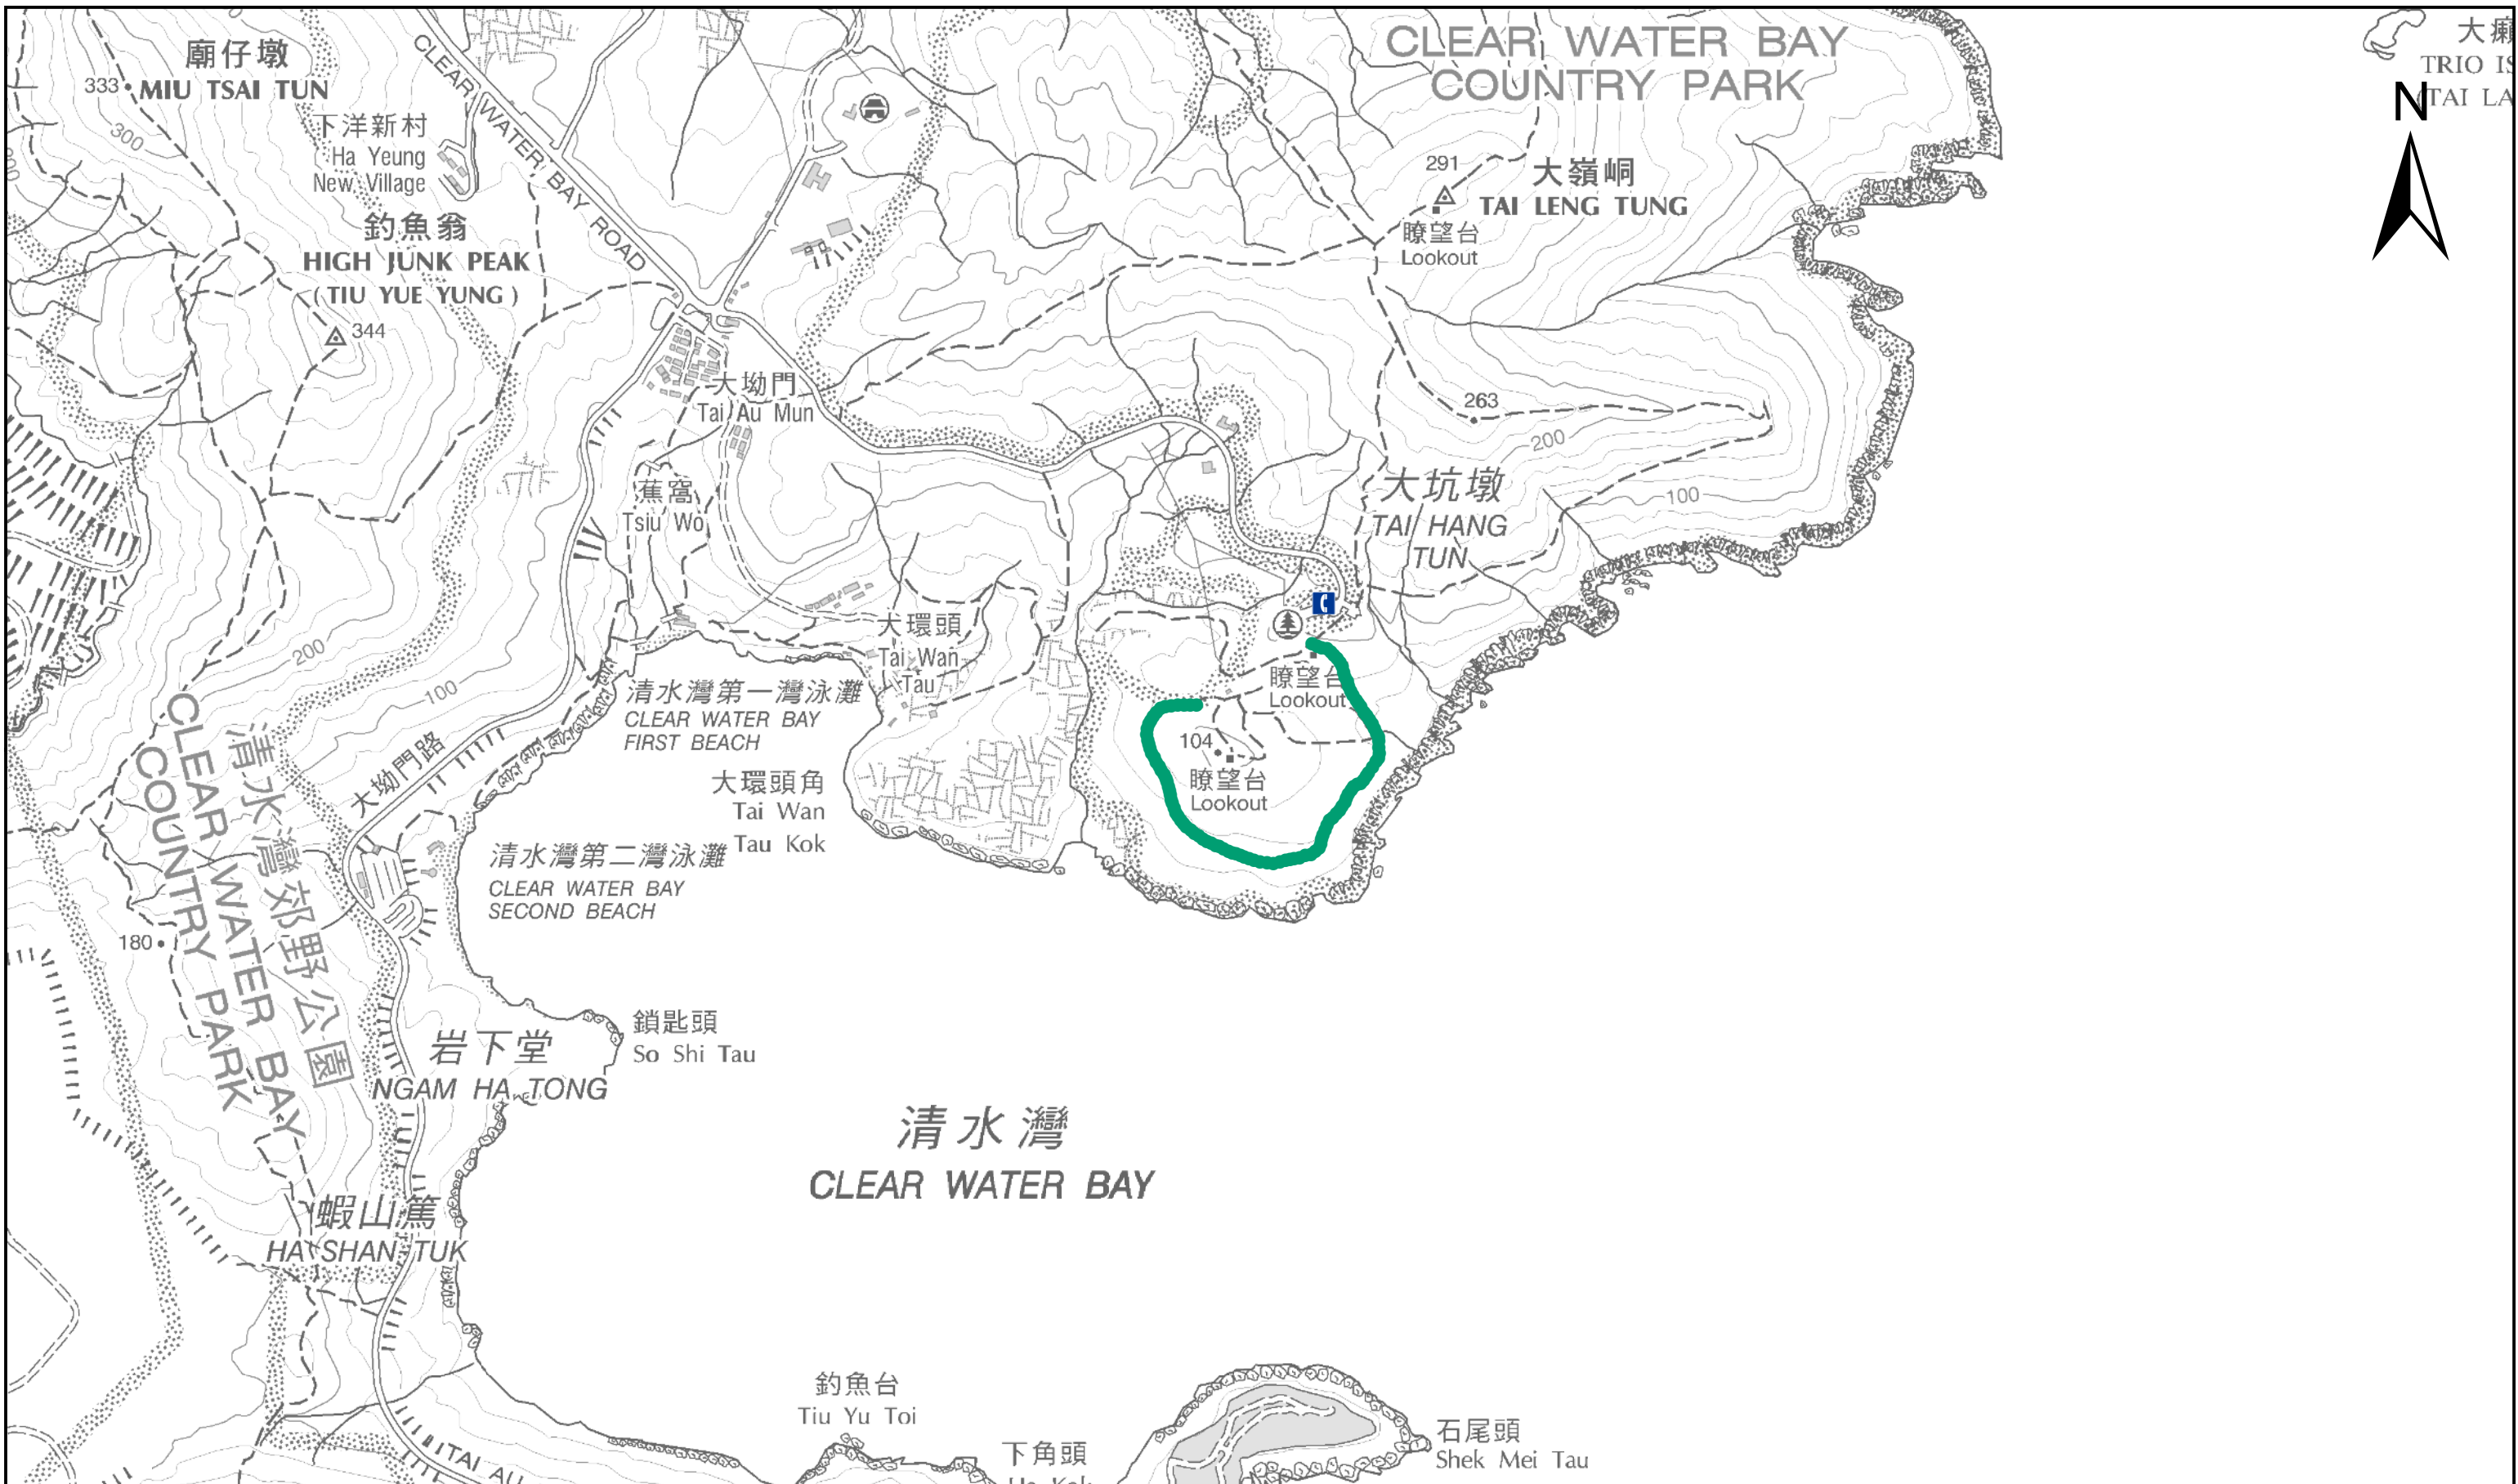 廟仔墩
333
MIU TSAI TUN
300
下洋新村
Ha Yeung
New Village
CLEAR WATER BAY ROAD
CLEAR WATER BAY
COUNTRY PARK
TRIO
N
291
大嶺峒
TAI LENG TUNG
瞭望台
Lookout
釣魚翁
HIGH JUNK PEAK
(TIU YUE YUNG)
344
大坳門
Tai Au Mun
263
200
100
蕉窩
Tsiu Wo
大坑墩
TAI HANG
TUN
大環頭
Tai Wan
Tau
200
100
清水灣第一灣泳灘
CLEAR WATER BAY
FIRST BEACH
瞭望台
Lookout
104
瞭望台
Lookout
大坳門路
大環頭角
Tai Wan
Tau Kok
清水灣第二灣泳灘
CLEAR WATER BAY
SECOND BEACH
清水灣郊野公園
CLEAR WATER BAY
COUNTRY PARK
180
鎖匙頭
So Shi Tau
岩下堂
NGAM HA TONG
清水灣
CLEAR WATER BAY
蝦山篤
HA SHAN TUK
釣魚台
Tiu Yu Toi
下角頭
石尾頭
Shek Mei Tau
TAI AU